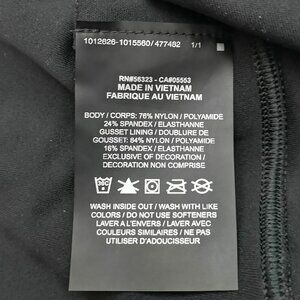 1012626-1015560/477482 1/1
RN#56323 - CA#05553
MADE IN VIETNAM
FABRIQUE AU VIETNAM
BODY / CORPS: 76% NYLON / POLYAMIDE
24% SPANDEX / ELASTHANNE
GUSSET LINING / DOUBLURE DE
GOUSSET: 84% NYLON / POLYAMIDE
16% SPANDEX / ELASTHANNE
EXCLUSIVE OF DECORATION /
DECORATION NON COMPRISE
WASH INSIDE OUT / WASH WITH LIKE
COLORS / DO NOT USE SOFTENERS
LAVER A L'ENVERS / LAVER AVEC
COULEURS SIMILAIRES / NE PAS
UTILISER D'ADOUCISSEUR